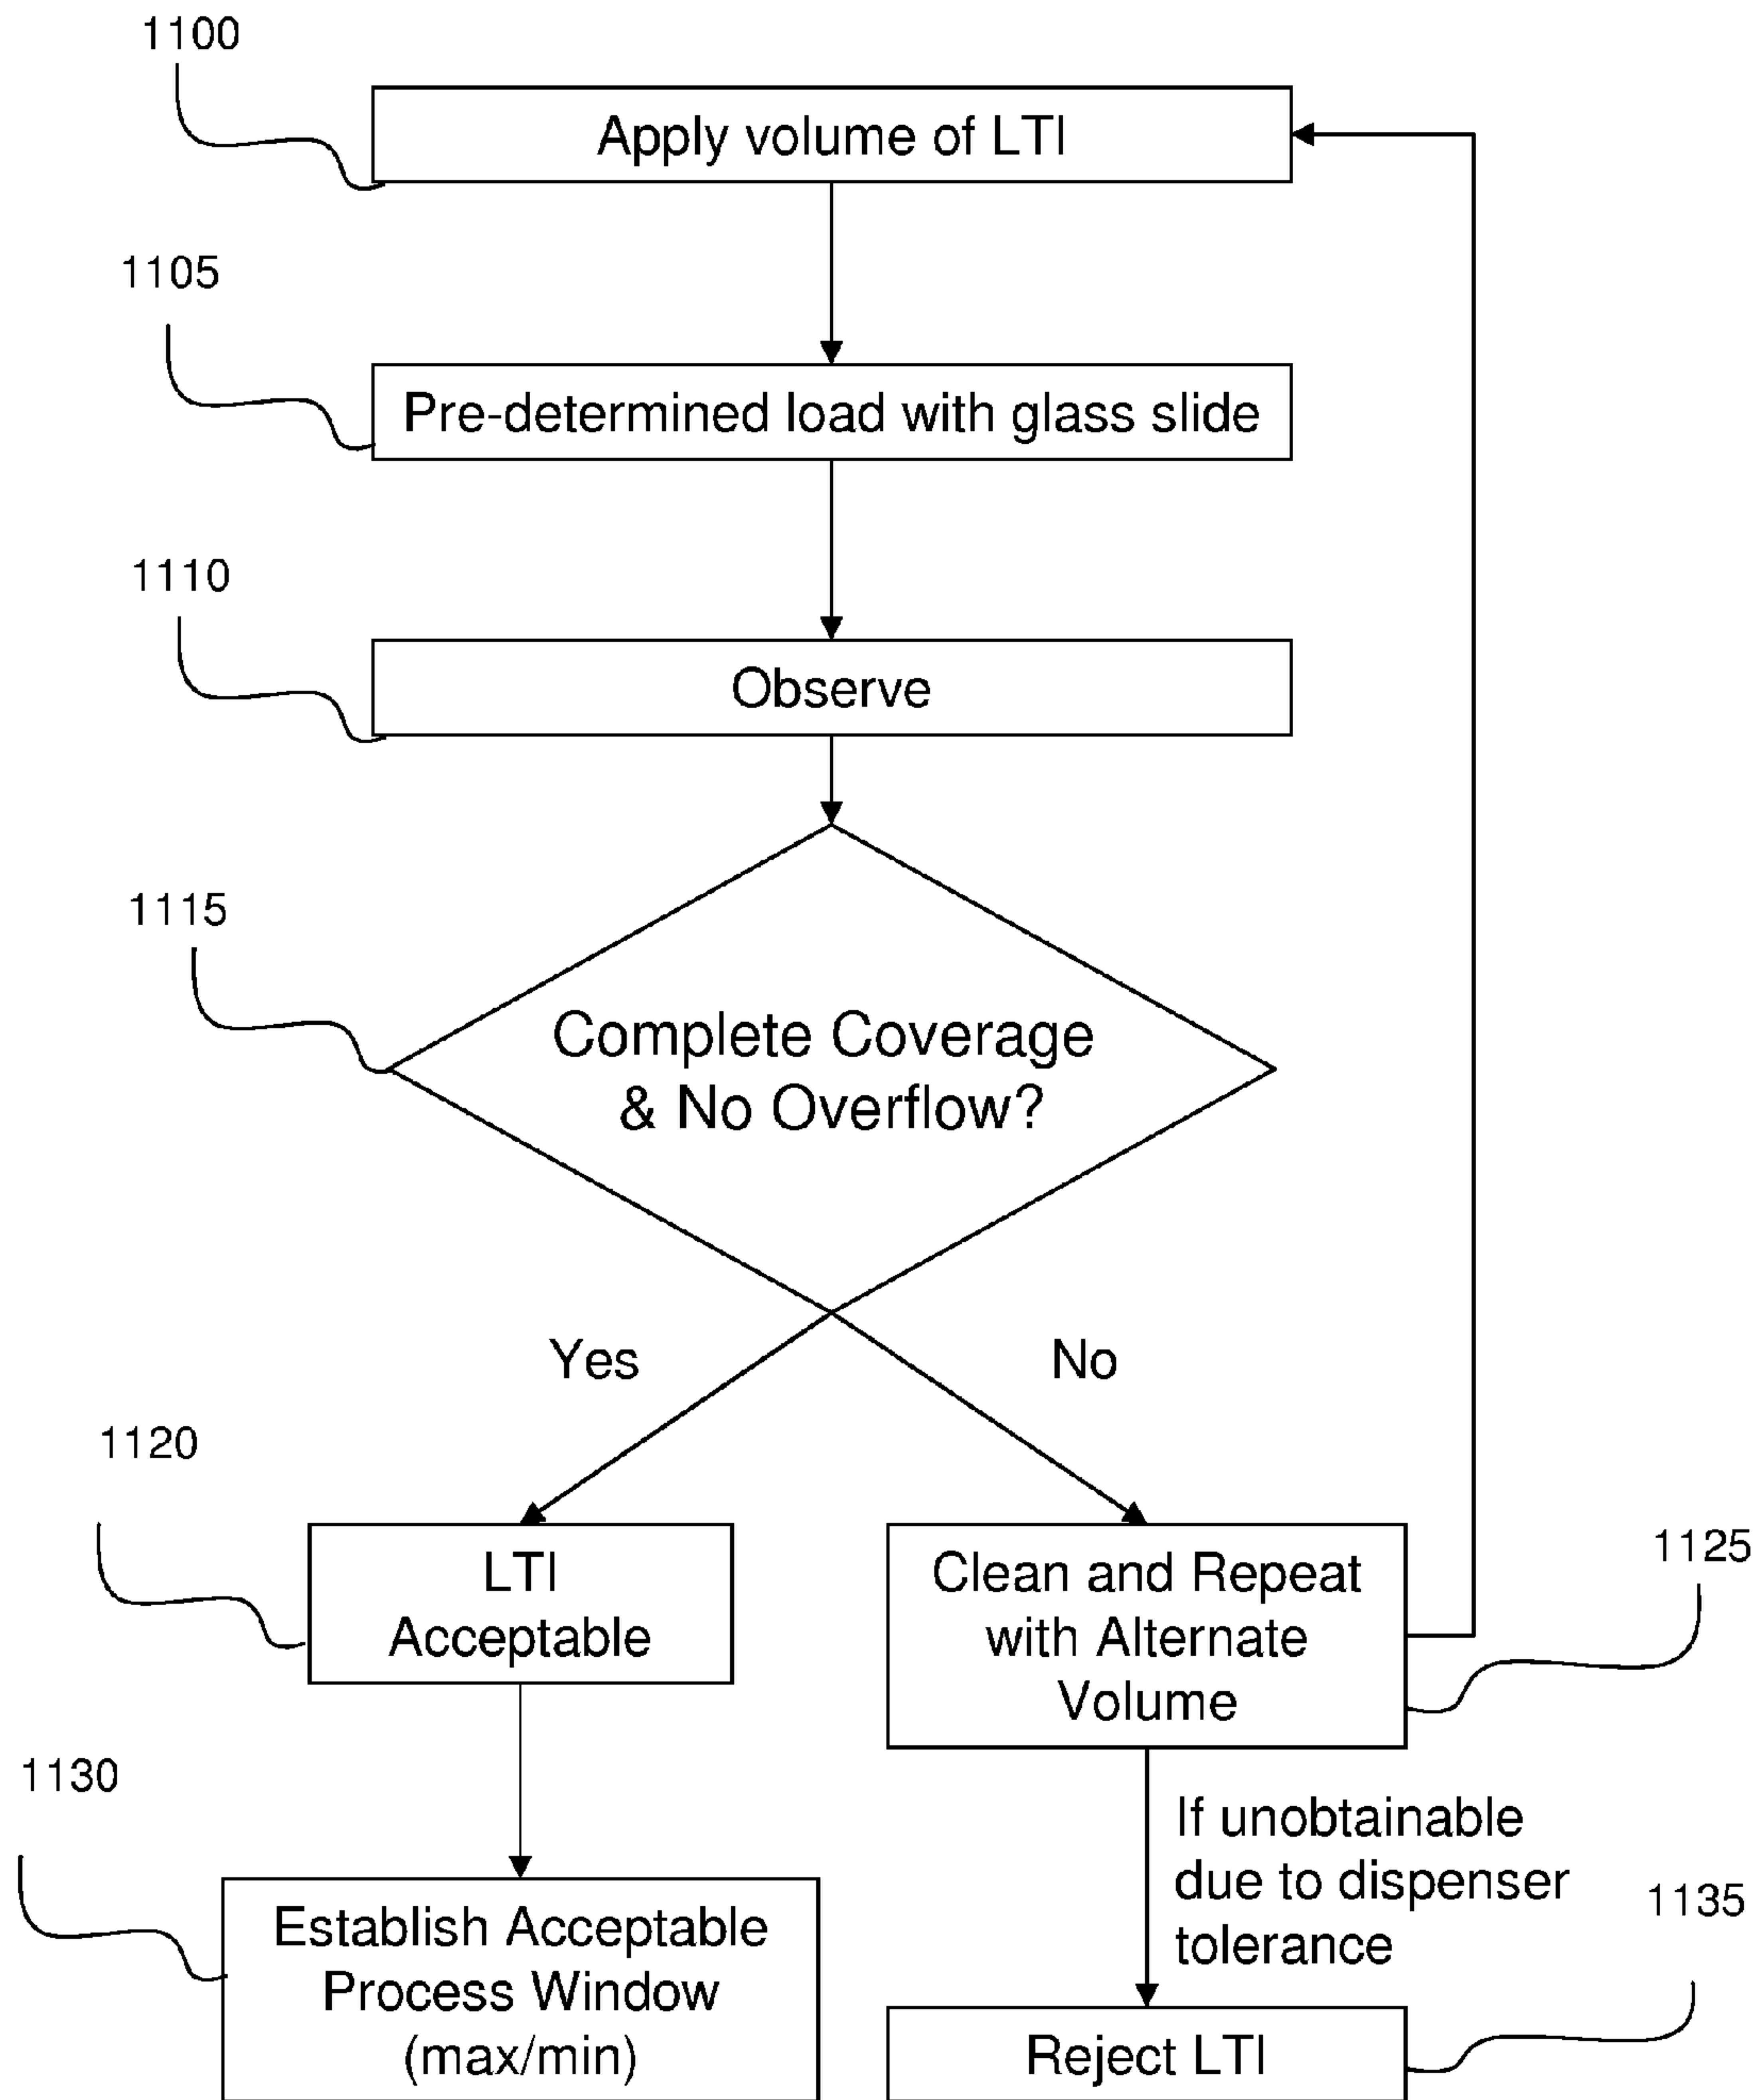 1100
Apply volume of LTI
1105
Pre-determined load with glass slide
1110
Observe
1115
Complete Coverage
& No Overflow?
Yes
No
1120
LTI
Acceptable
Clean and Repeat
with Alternate
Volume
1125
1130
Establish Acceptable
Process Window
(max/min)
If unobtainable
due to dispenser
tolerance
1135
Reject LTI